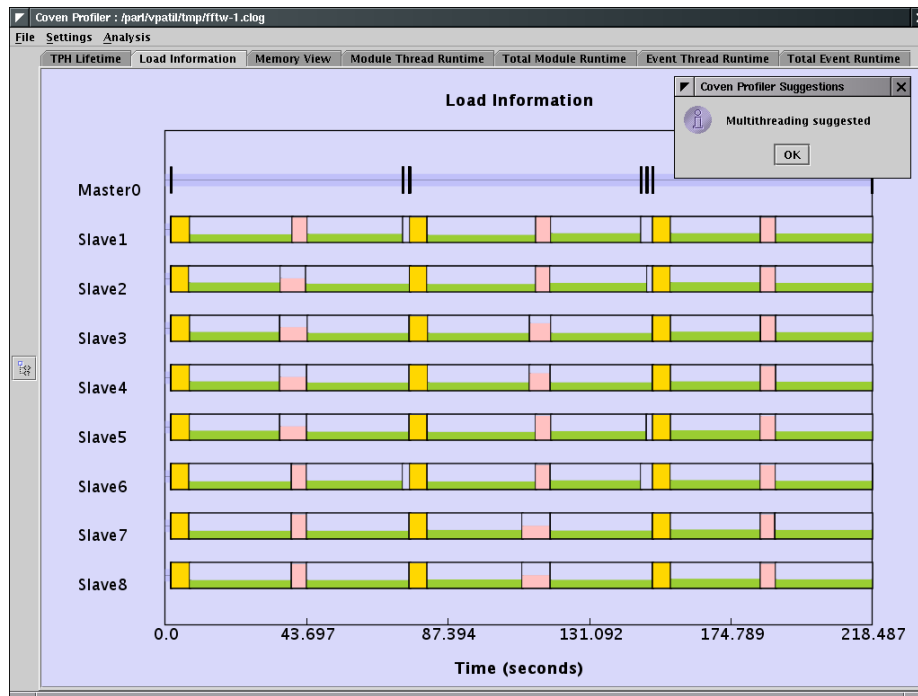 Coven Profiler : /parl/vpatil/tmp/fftw-1.clog
File Settings Analysis
TPH Lifetime Load Information Memory View Module Thread Runtime Total Module Runtime Event Thread Runtime Total Event Runtime
Coven Profiler Suggestions
Multithreading suggested
OK
Load Information
Master0
Slave1
Slave2
Slave3
Slave4
Slave5
Slave6
Slave7
Slave8
0.0 43.697 87.394 131.092 174.789 218.487
Time (seconds)